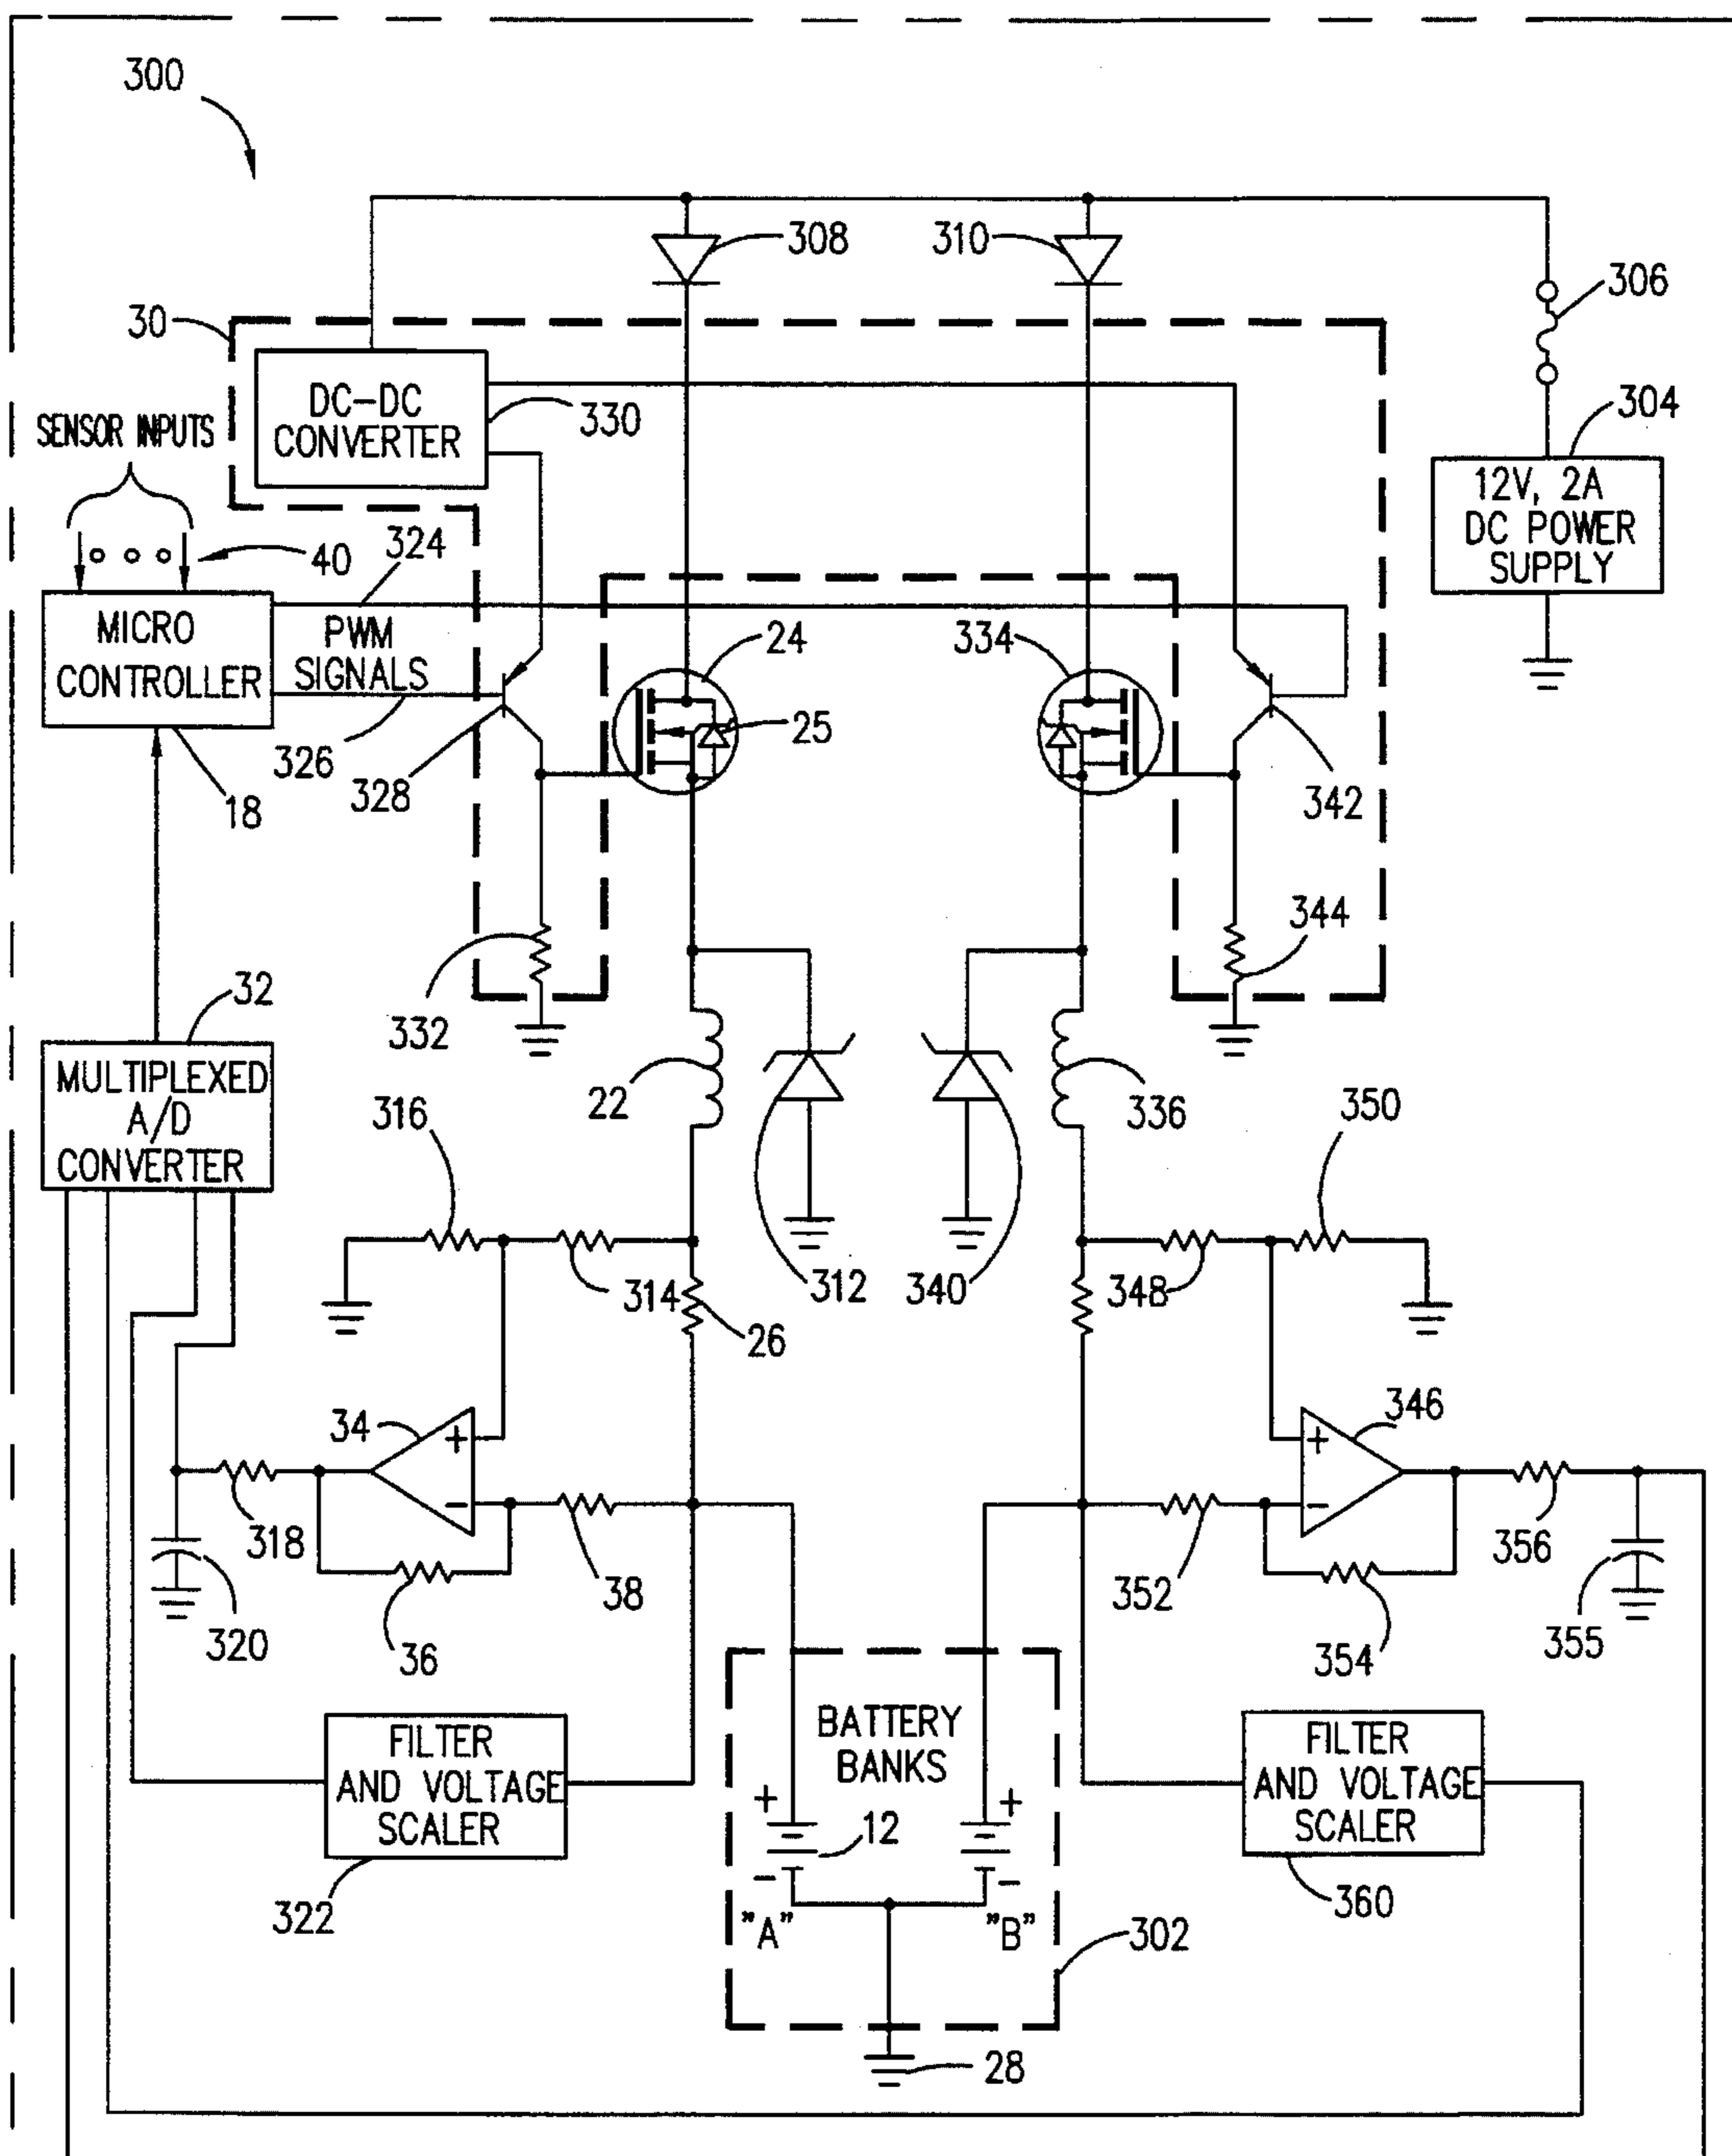 300
308
310
306
30
DC-DC
CONVERTER
330
304
12V, 2A
DC POWER
SUPPLY
SENSOR INPUTS
40
324
MICRO
CONTROLLER
PWM
SIGNALS
24
334
25
326
328
342
18
332
344
32
MULTIPLEXED
A/D
CONVERTER
22
336
316
350
314
312
340
348
26
34
+
-
346
+
-
318
38
352
356
320
36
354
355
FILTER
AND VOLTAGE
SCALER
322
BATTERY
BANKS
+
+
12
-
-
"A"
"B"
302
FILTER
AND VOLTAGE
SCALER
360
28